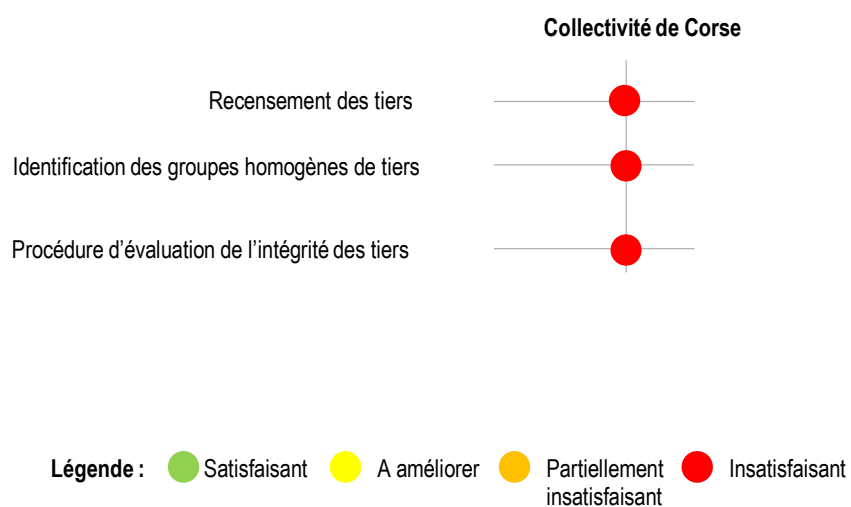 Collectivité de Corse
Recensement des tiers
Identification des groupes homogènes de tiers
Procédure d’évaluation de l’intégrité des tiers
Légende : Satisfaisant A améliorer Partiellement insatisfaisant Insatisfaisant